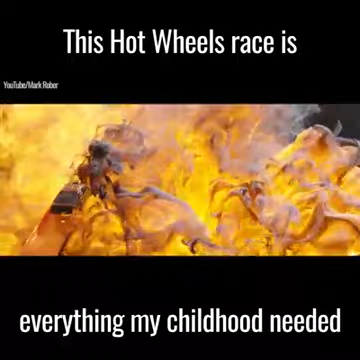 This Hot Wheels race is
YouTube/Mark Rober
everything my childhood needed